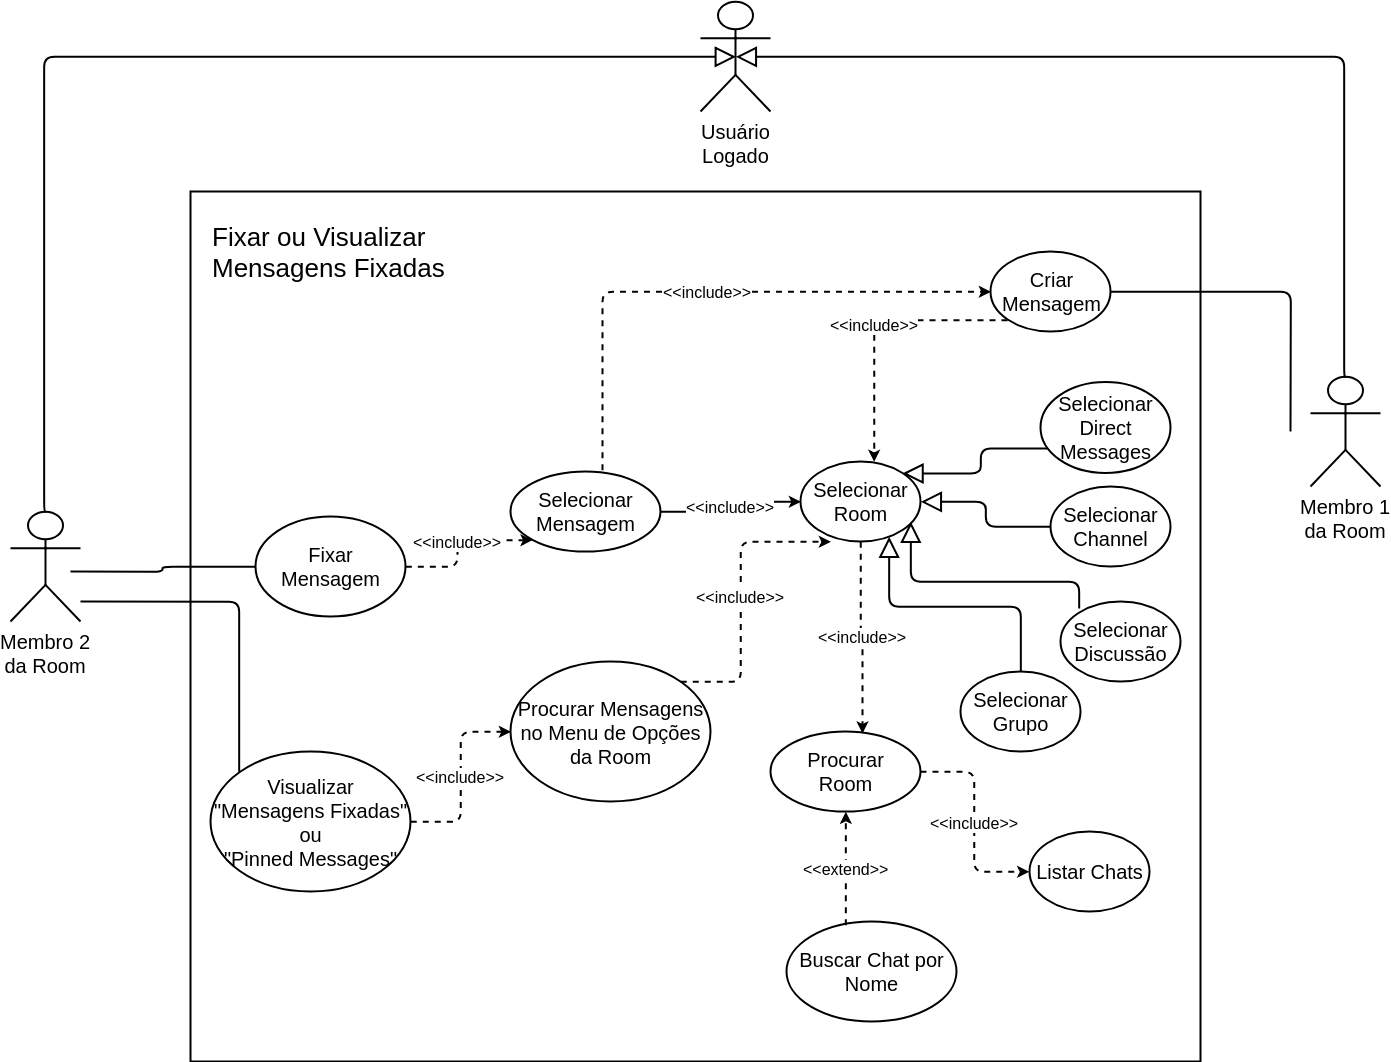 Usuário
Logado
Fixar ou Visualizar
Mensagens Fixadas
Criar
Mensagem
<<include>>
<<include>>
Selecionar
Direct
Messages
Selecionar
Mensagem
<<include>>
Selecionar
Room
Selecionar
Channel
Membro 1
da Room
Fixar
Mensagem
<<include>>
<<include>>
Membro 2
da Room
<<include>>
Selecionar
Discussão
Selecionar
Grupo
Procurar Mensagens
no Menu de Opções
da Room
<<include>>
Procurar
Room
Visualizar
"Mensagens Fixadas"
ou
"Pinned Messages"
<<include>>
<<extend>>
Listar Chats
Buscar Chat por
Nome